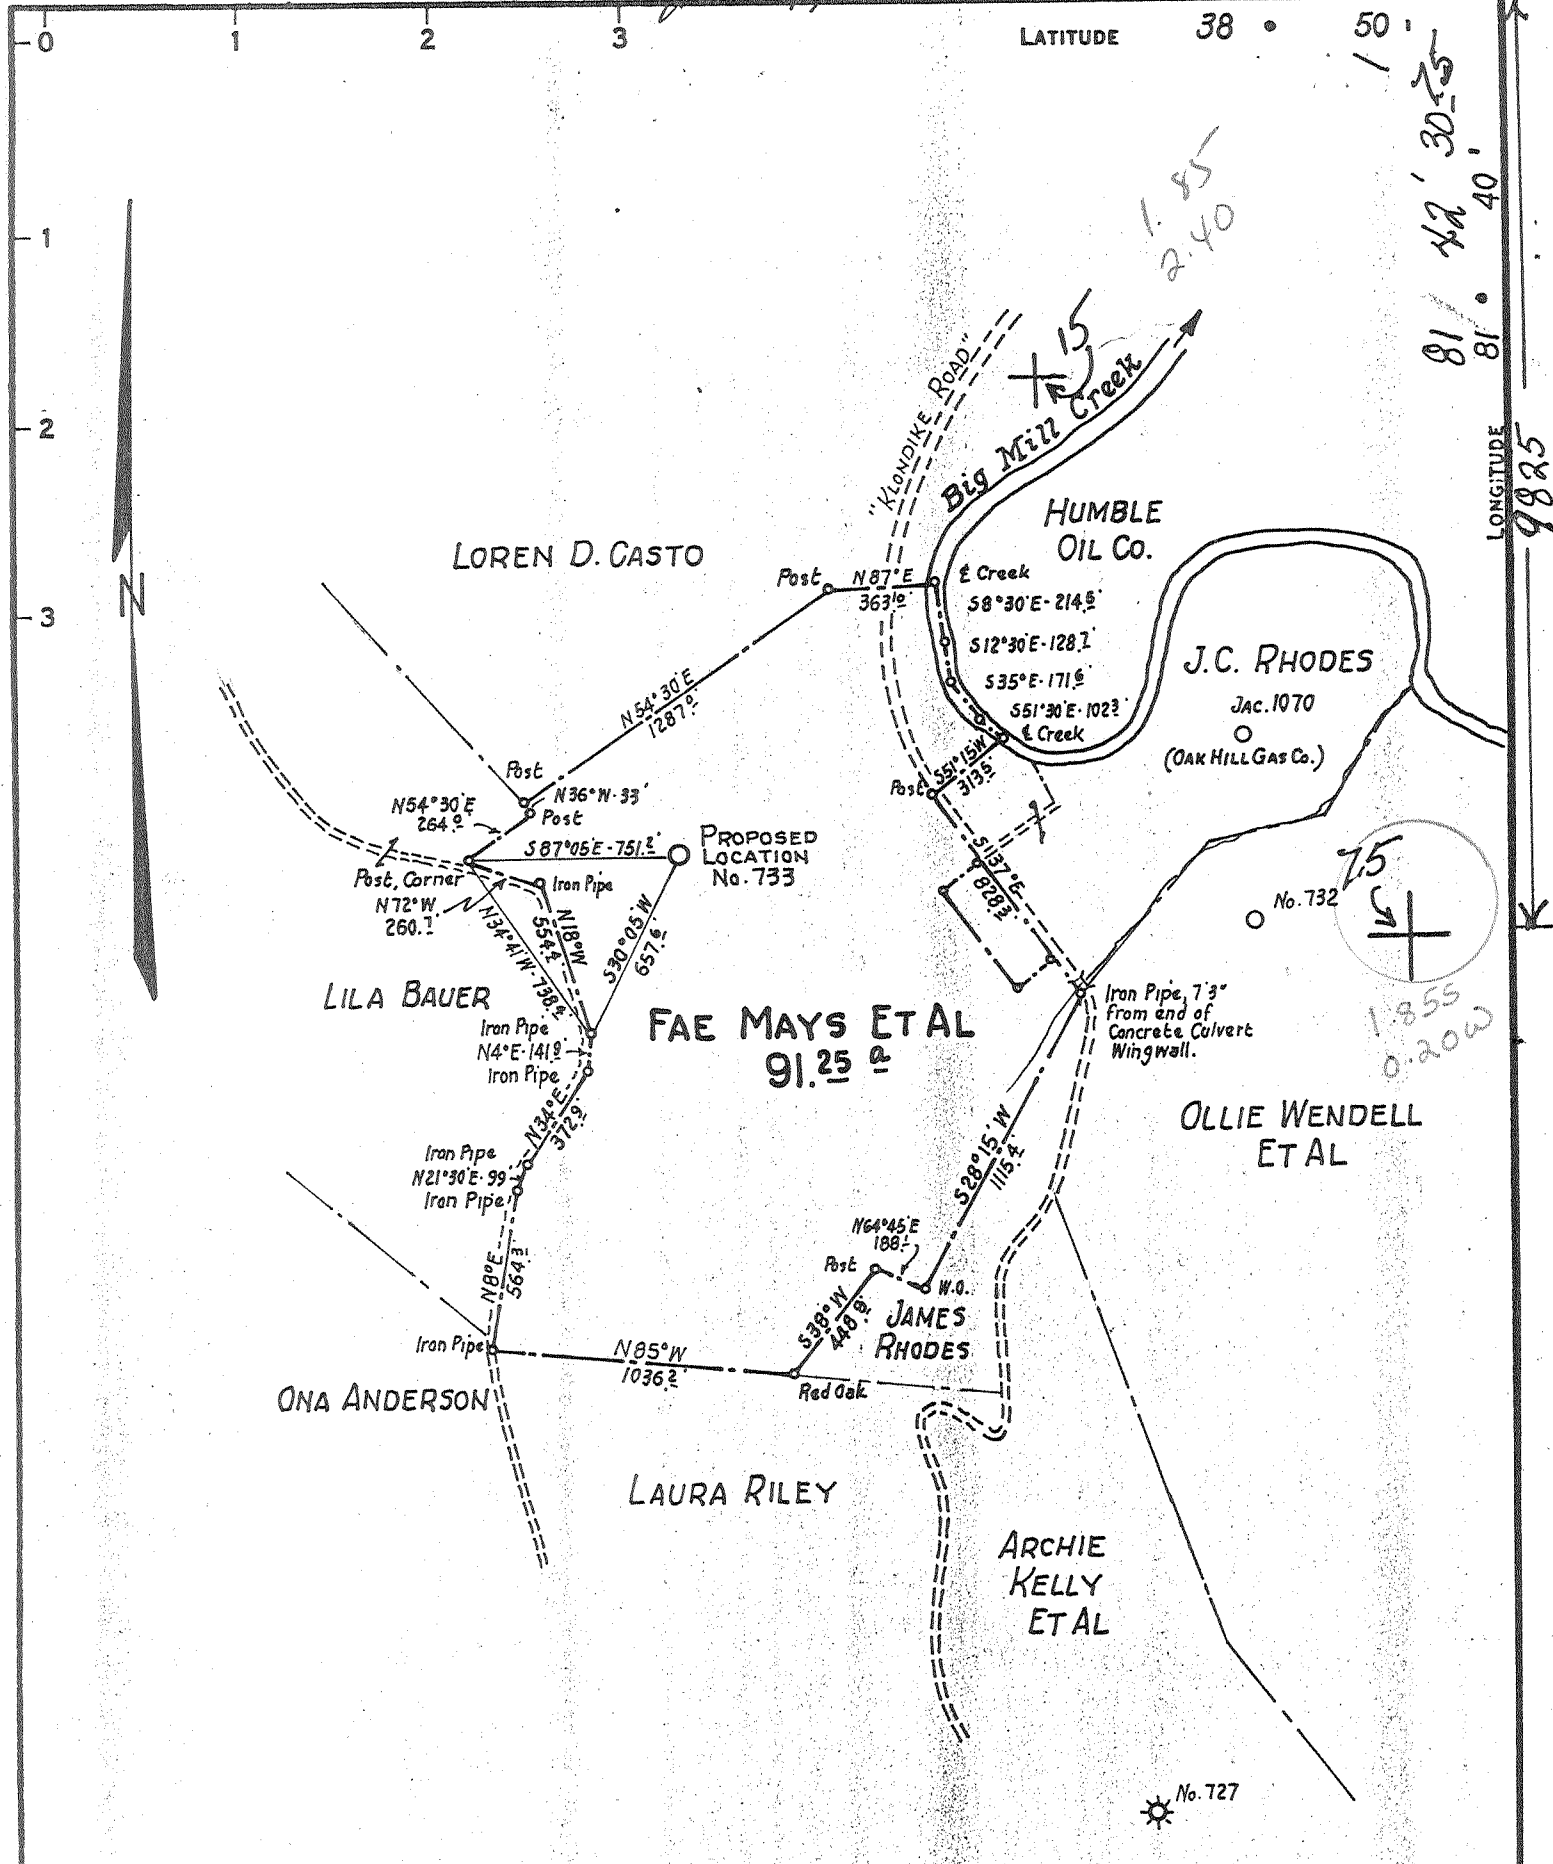 0
1
2
3
LATITUDE 38 • 50 '
1
2
3
81 42' 30
81 • 40'
LONGITUDE
9825
1.85
2.40
15
"KLONDIKE ROAD"
Big Mill Creek
HUMBLE
OIL CO.
LOREN D. CASTO
N
Post
N87°E
363.10'
₵ Creek
S8°30'E-214.5'
S12°30'E-128.7'
S35°E-171.6'
S51°30'E-102.3'
₵ Creek
J.C. RHODES
JAC. 1070
(OAK HILL GAS CO.)
N54°30'E
1287.0'
S51°15'W
313.5'
Post
Post
N36°W-33'
Post
N54°30'E
264.0'
S87°05'E-751.2'
PROPOSED
LOCATION
No. 733
Post, Corner
Iron Pipe
N72°W
260.7'
N18°W
554.4'
N34°41'W-738.9'
S30°05'W
657.6'
S 37°E
828.3'
7.5
No. 732
LILA BAUER
FAE MAYS ET AL
91.25 a
Iron Pipe
N4°E-141.9'
Iron Pipe
Iron Pipe, 7'3"
from end of
Concrete Culvert
Wingwall.
1.855
0.20W
N34°E
372.9'
OLLIE WENDELL
ET AL
Iron Pipe
N21°30'E-99'
Iron Pipe
S28°15'W
1115.4'
N64°45'E
188.1'
Post
W.O.
N8°E
564.3'
S38°W
448.8'
JAMES
RHODES
Iron Pipe
N85°W
1036.2'
Red Oak
ONA ANDERSON
LAURA RILEY
ARCHIE
KELLY
ET AL
No. 727